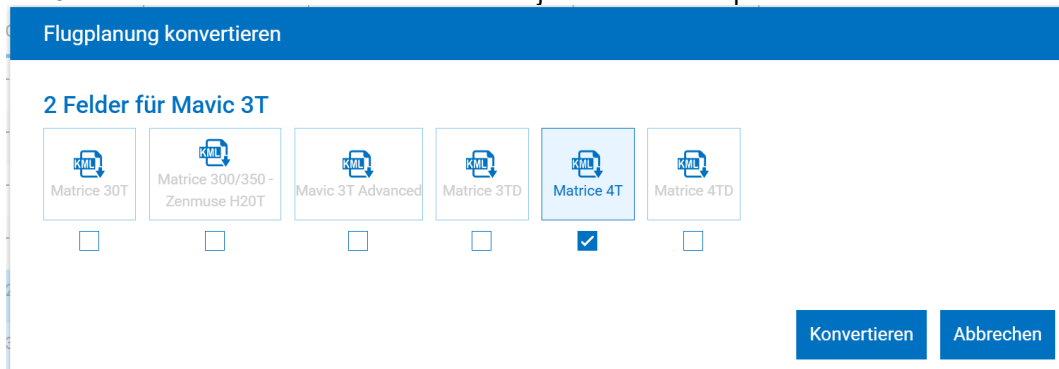 Flugplanung konvertieren
2 Felder für Mavic 3T
KML
KML
KML
KML
KML
KML
Matrice 30T
Matrice 300/350 -
Zenmuse H20T
Mavic 3T Advanced
Matrice 3TD
Matrice 4T
Matrice 4TD
Konvertieren
Abbrechen